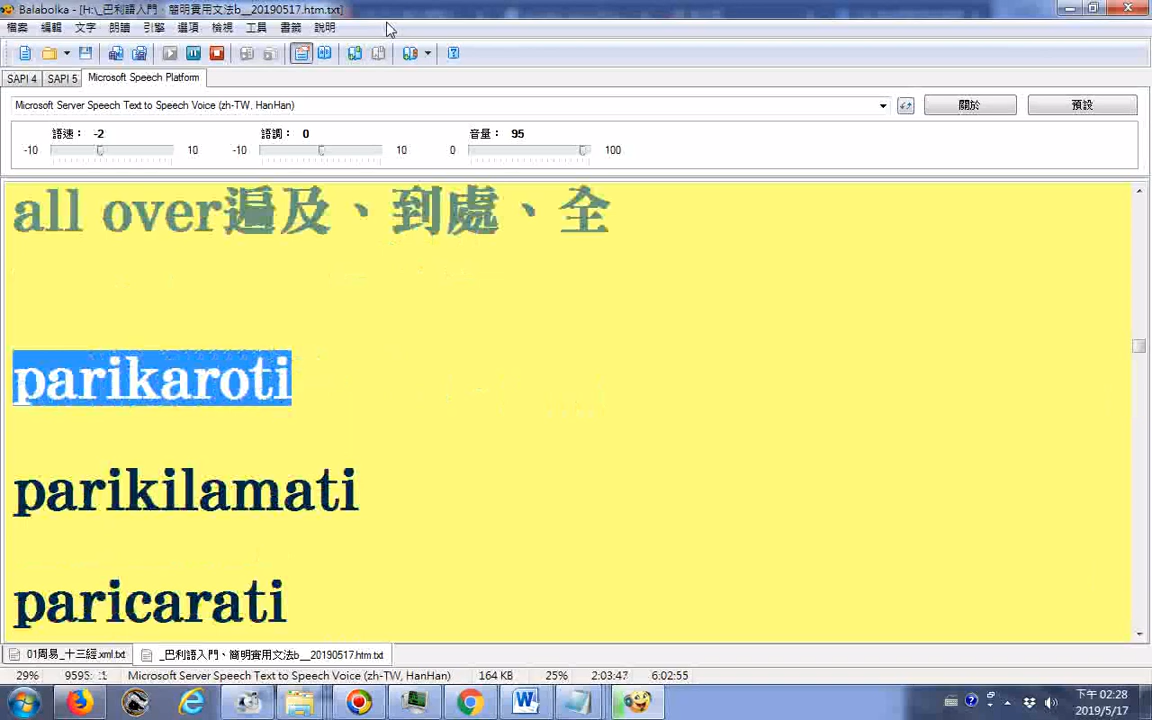 Balabolka - [H:\_巴利語入門、簡明實用文法b__20190517.htm.txt]
檔案 編輯 文字 朗讀 引擎 選項 檢視 工具 書籤 說明
SAPI 4 SAPI 5 Microsoft Speech Platform
Microsoft Server Speech Text to Speech Voice (zh-TW, HanHan) 關於 預設
語速： -2 語調： 0 音量： 95
-10 10 -10 10 0 100
all over遍及、到處、全
parikaroti
parikilamati
paricarati
01周易_十三經.xml.txt _巴利語入門、簡明實用文法b__20190517.htm.txt
29% Microsoft Server Speech Text to Speech Voice (zh-TW, HanHan) 164 KB 25% 2:03:47 6:02:55
下午 02:28
2019/5/17